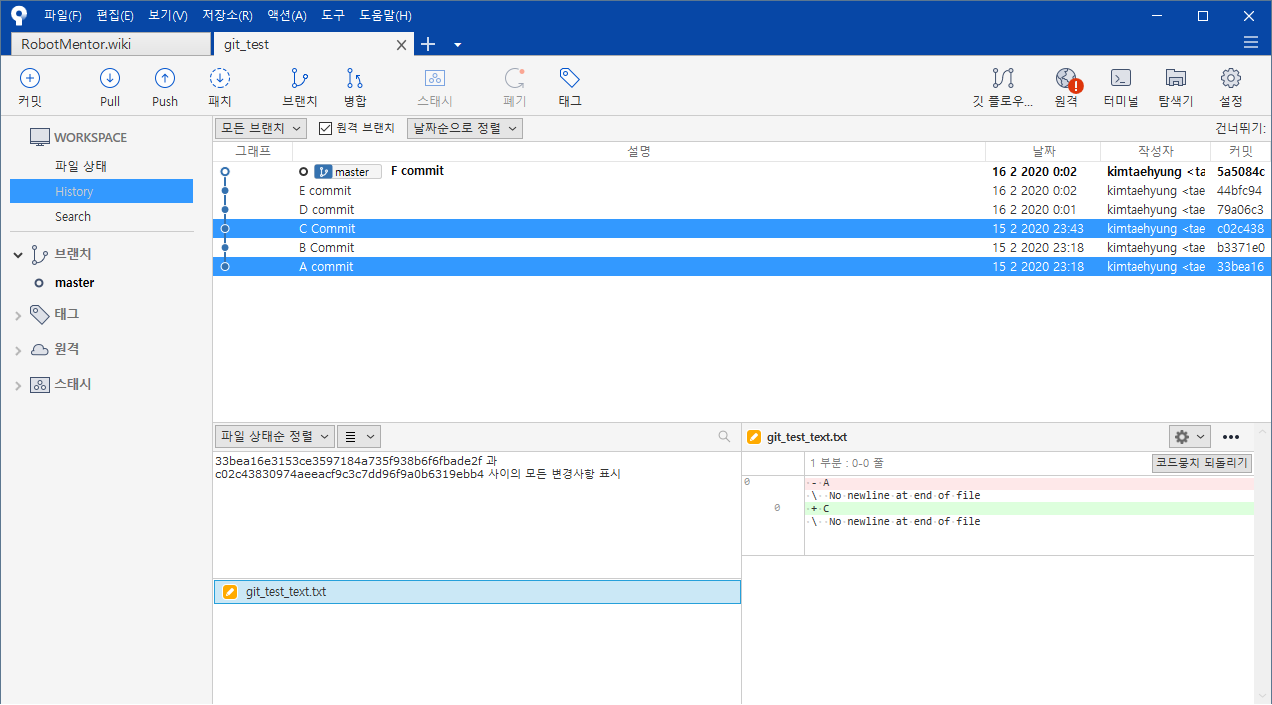 파일(F) 편집(E) 보기(V) 저장소(R) 액션(A) 도구 도움말(H)
RobotMentor.wiki git_test
커밋 Pull Push 패치 브랜치 병합 스태시 폐기 태그 깃 플로우... 원격 터미널 탐색기 설정
WORKSPACE
파일 상태
History
Search
브랜치
master
태그
원격
스태시
모든 브랜치 원격 브랜치 날짜순으로 정렬 건너뛰기:
그래프 설명 날짜 작성자 커밋
master F commit 16 2 2020 0:02 kimtaehyung <ta 5a5084c
E commit 16 2 2020 0:02 kimtaehyung <tae 44bfc94
D commit 16 2 2020 0:01 kimtaehyung <tae 79a06c3
C Commit 15 2 2020 23:43 kimtaehyung <tae c02c438
B Commit 15 2 2020 23:18 kimtaehyung <tae b3371e0
A commit 15 2 2020 23:18 kimtaehyung <tae 33bea16
파일 상태순 정렬
33bea16e3153ce3597184a735f938b6f6fbade2f 과
c02c43830974aeeacf9c3c7dd96f9a0b6319ebb4 사이의 모든 변경사항 표시
git_test_text.txt
git_test_text.txt
1 부분 : 0-0 줄 코드뭉치 되돌리기
0 - A
\ No newline at end of file
0 + C
\ No newline at end of file